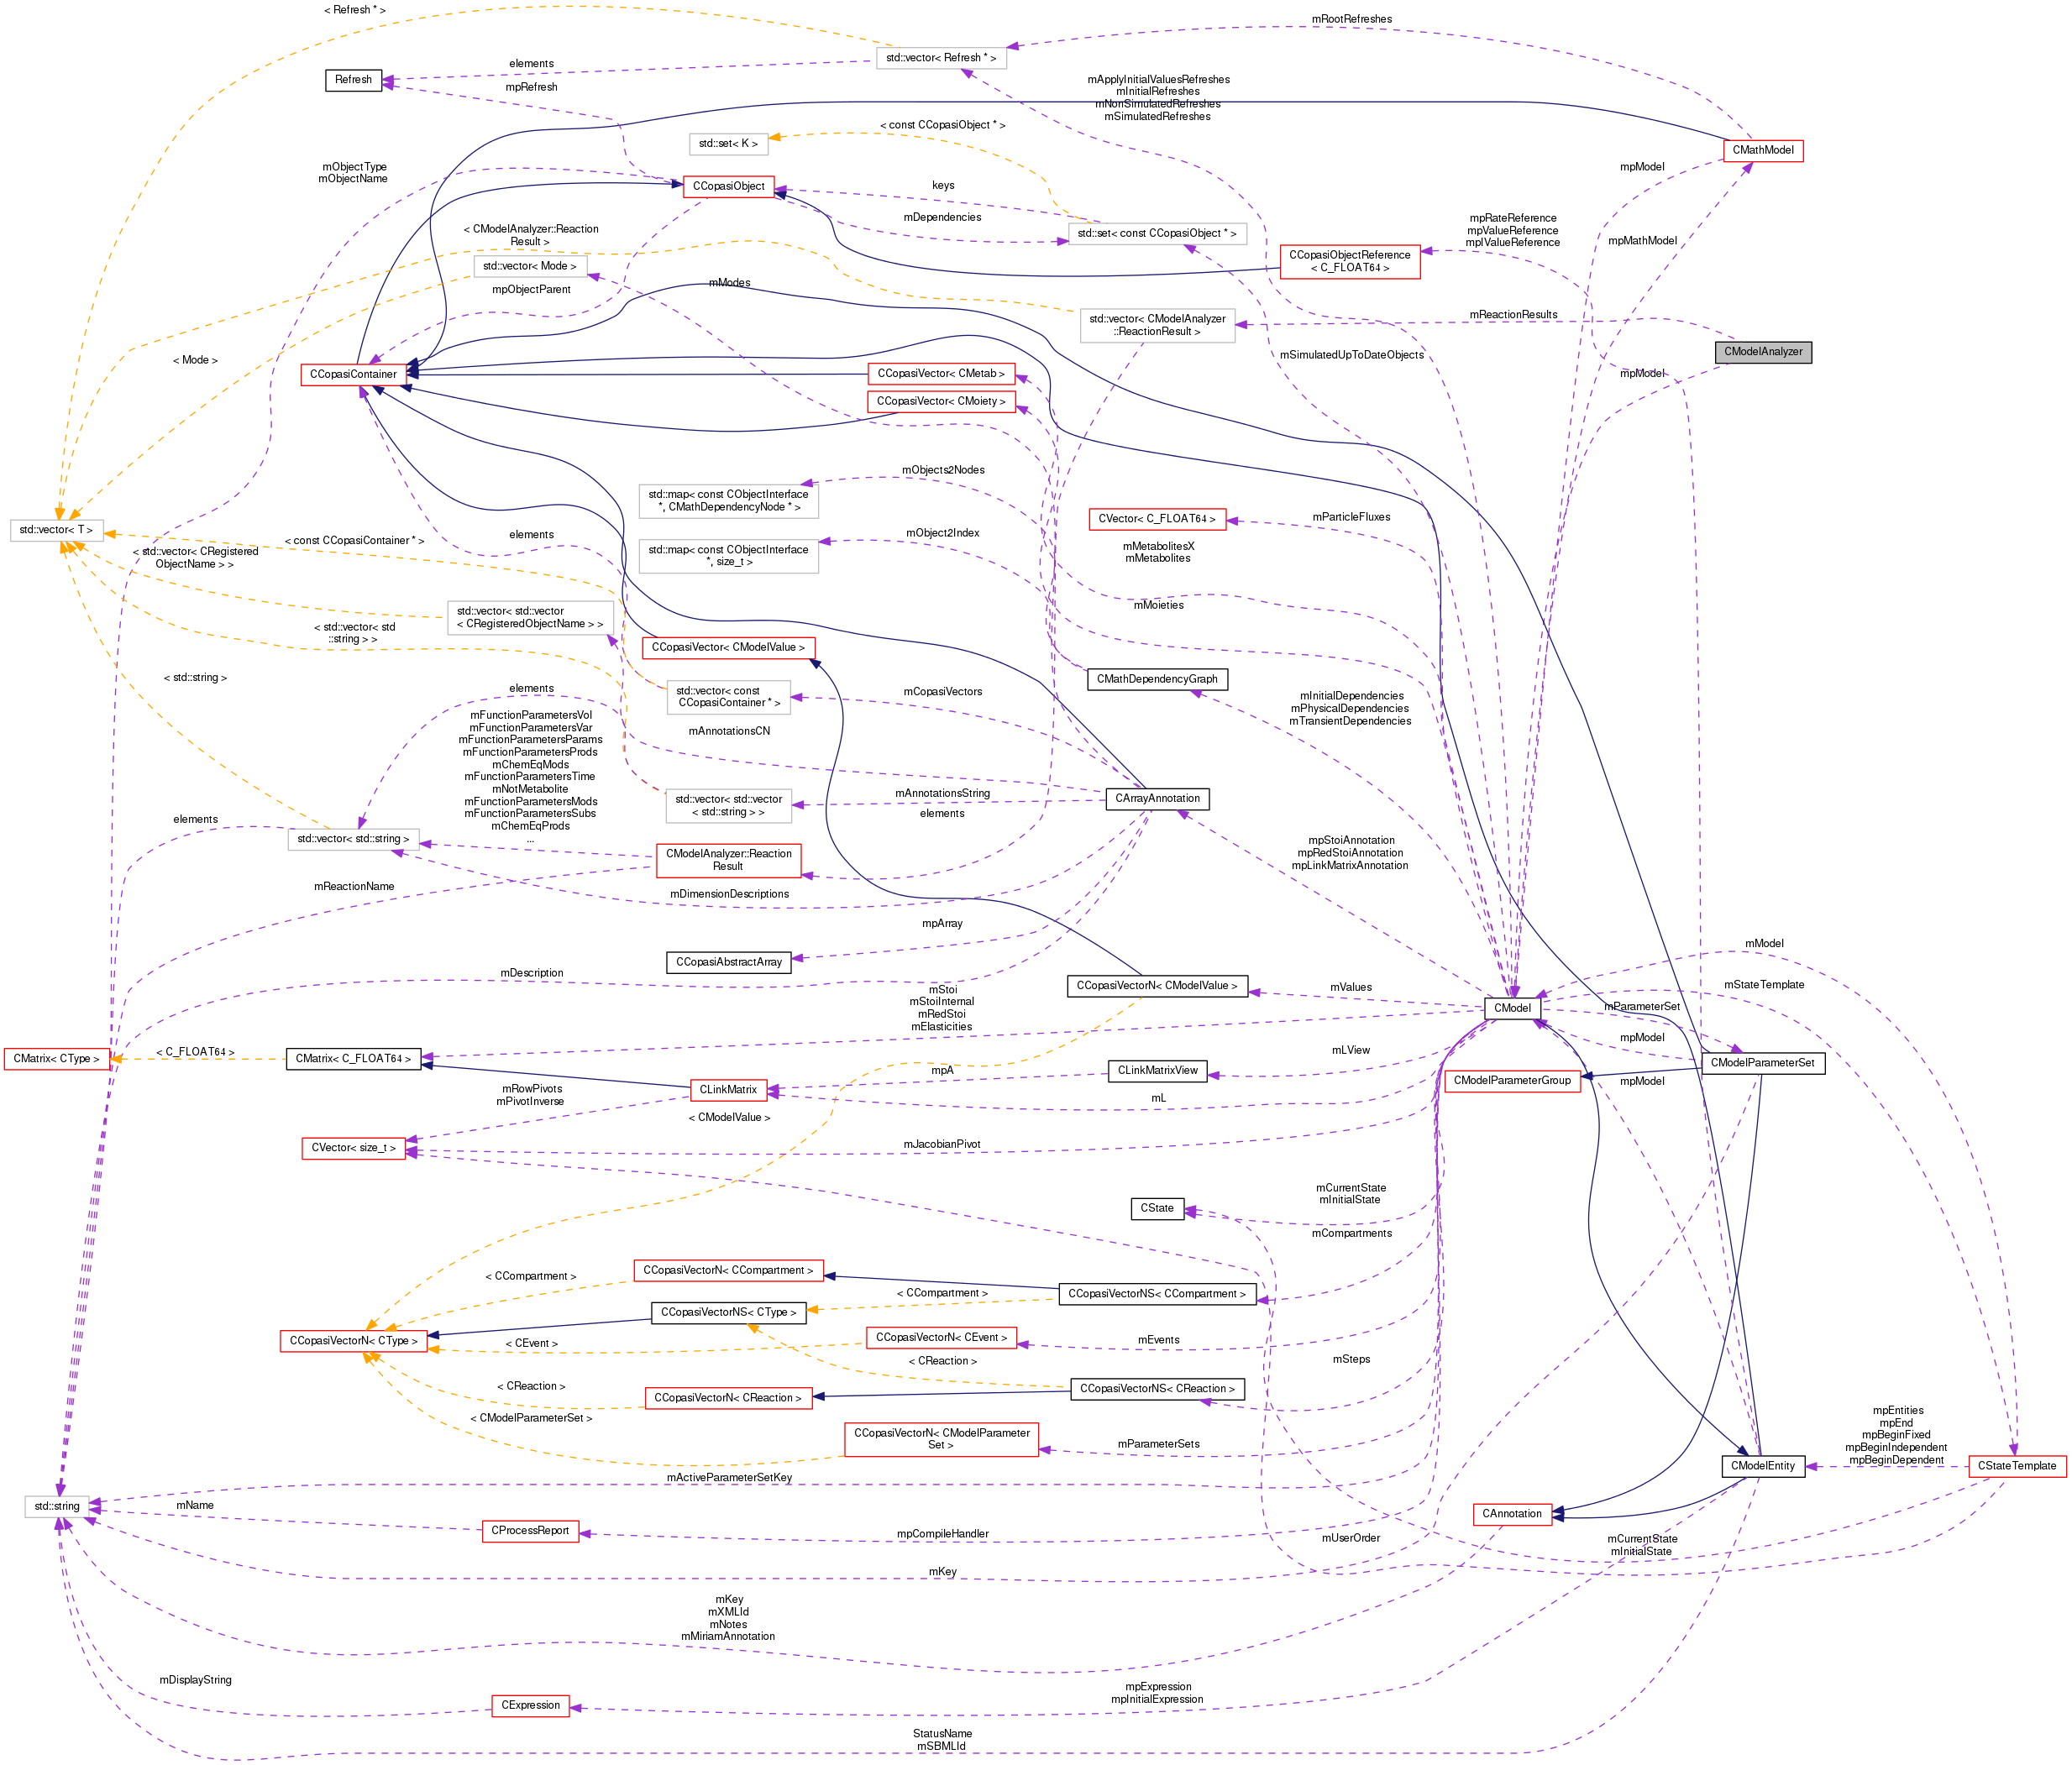 < Refresh * >
mRootRefreshes
std::vector< Refresh * >
elements
Refresh
mpRefresh
mApplyInitialValuesRefreshes
mInitialRefreshes
mNonSimulatedRefreshes
mSimulatedRefreshes
< const CCopasiObject * >
std::set< K >
CMathModel
mObjectType
mObjectName
mpModel
CCopasiObject
keys
mDependencies
mpRateReference
mpValueReference
mpIValueReference
< CModelAnalyzer::Reaction
Result >
std::set< const CCopasiObject * >
mpMathModel
CCopasiObjectReference
< C_FLOAT64 >
std::vector< Mode >
mpObjectParent
mModes
std::vector< CModelAnalyzer
::ReactionResult >
mReactionResults
CModelAnalyzer
< Mode >
mSimulatedUpToDateObjects
CCopasiContainer
CCopasiVector< CMetab >
mpModel
CCopasiVector< CMoiety >
mObjects2Nodes
std::map< const CObjectInterface
*, CMathDependencyNode * >
CVector< C_FLOAT64 >
mParticleFluxes
std::vector< T >
< const CCopasiContainer * >
elements
mObject2Index
mMetabolitesX
mMetabolites
< std::vector< CRegistered
ObjectName > >
std::map< const CObjectInterface
*, size_t >
std::vector< std::vector
< CRegisteredObjectName > >
mMoieties
< std::vector< std
::string > >
CCopasiVector< CModelValue >
< std::string >
elements
std::vector< const
CCopasiContainer * >
mCopasiVectors
CMathDependencyGraph
mInitialDependencies
mPhysicalDependencies
mTransientDependencies
mFunctionParametersVol
mFunctionParametersVar
mFunctionParametersParams
mFunctionParametersProds
mChemEqMods
mFunctionParametersTime
mNotMetabolite
mFunctionParametersMods
mFunctionParametersSubs
mChemEqProds
...
mAnnotationsCN
std::vector< std::vector
< std::string > >
mAnnotationsString
elements
CArrayAnnotation
elements
std::vector< std::string >
CModelAnalyzer::Reaction
Result
mpStoiAnnotation
mpRedStoiAnnotation
mpLinkMatrixAnnotation
mReactionName
mDimensionDescriptions
mpArray
CCopasiAbstractArray
mDescription
mModel
CCopasiVectorN< CModelValue >
mValues
mStateTemplate
mStoi
mStoiInternal
mRedStoi
mElasticities
CModel
mParameterSet
CMatrix< CType >
< C_FLOAT64 >
CMatrix< C_FLOAT64 >
mpA
CLinkMatrixView
mLView
mpModel
CModelParameterSet
mRowPivots
mPivotInverse
CLinkMatrix
mL
CModelParameterGroup
mpModel
< CModelValue >
CVector< size_t >
mJacobianPivot
CState
mCurrentState
mInitialState
mCompartments
CCopasiVectorN< CCompartment >
< CCompartment >
< CCompartment >
CCopasiVectorNS< CCompartment >
CCopasiVectorNS< CType >
CCopasiVectorN< CType >
< CEvent >
CCopasiVectorN< CEvent >
mEvents
< CReaction >
mSteps
< CReaction >
CCopasiVectorN< CReaction >
CCopasiVectorNS< CReaction >
< CModelParameterSet >
CCopasiVectorN< CModelParameter
Set >
mParameterSets
mpEntities
mpEnd
mpBeginFixed
mpBeginIndependent
mpBeginDependent
CModelEntity
CStateTemplate
mActiveParameterSetKey
std::string
mName
CProcessReport
mpCompileHandler
CAnnotation
mUserOrder
mCurrentState
mInitialState
mKey
mKey
mXMLId
mNotes
mMiriamAnnotation
mDisplayString
CExpression
mpExpression
mpInitialExpression
StatusName
mSBMLId